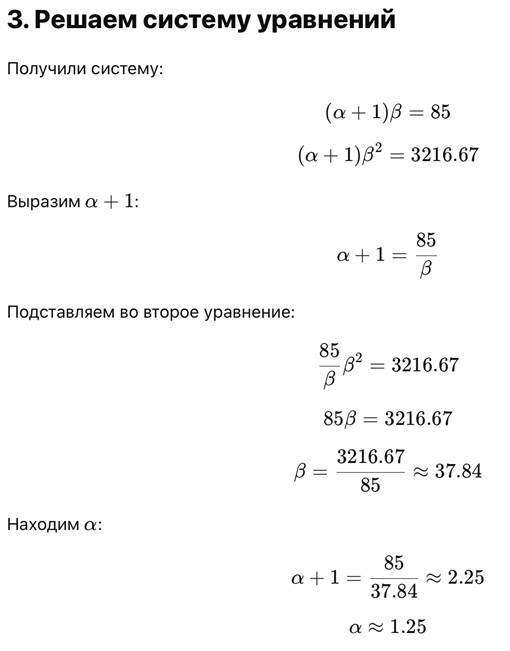 3. Решаем систему уравнений
Получили систему:
(α + 1)β = 85
(α + 1)β² = 3216.67
Выразим α + 1:
α + 1 = 85/β
Подставляем во второе уравнение:
85/β β² = 3216.67
85β = 3216.67
β = 3216.67/85 ≈ 37.84
Находим α:
α + 1 = 85/37.84 ≈ 2.25
α ≈ 1.25